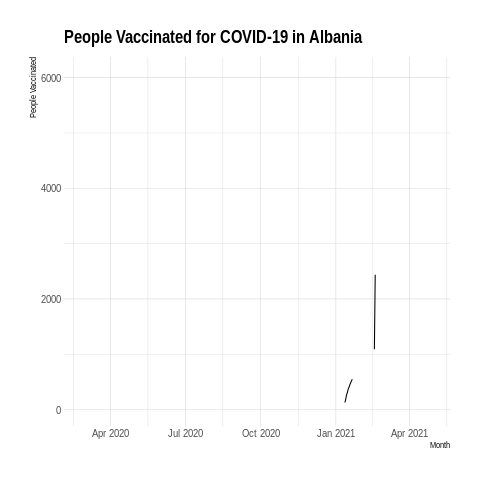 People Vaccinated for COVID-19 in Albania
People Vaccinated
6000
4000
2000
0
Apr 2020 Jul 2020 Oct 2020 Jan 2021 Apr 2021
Month